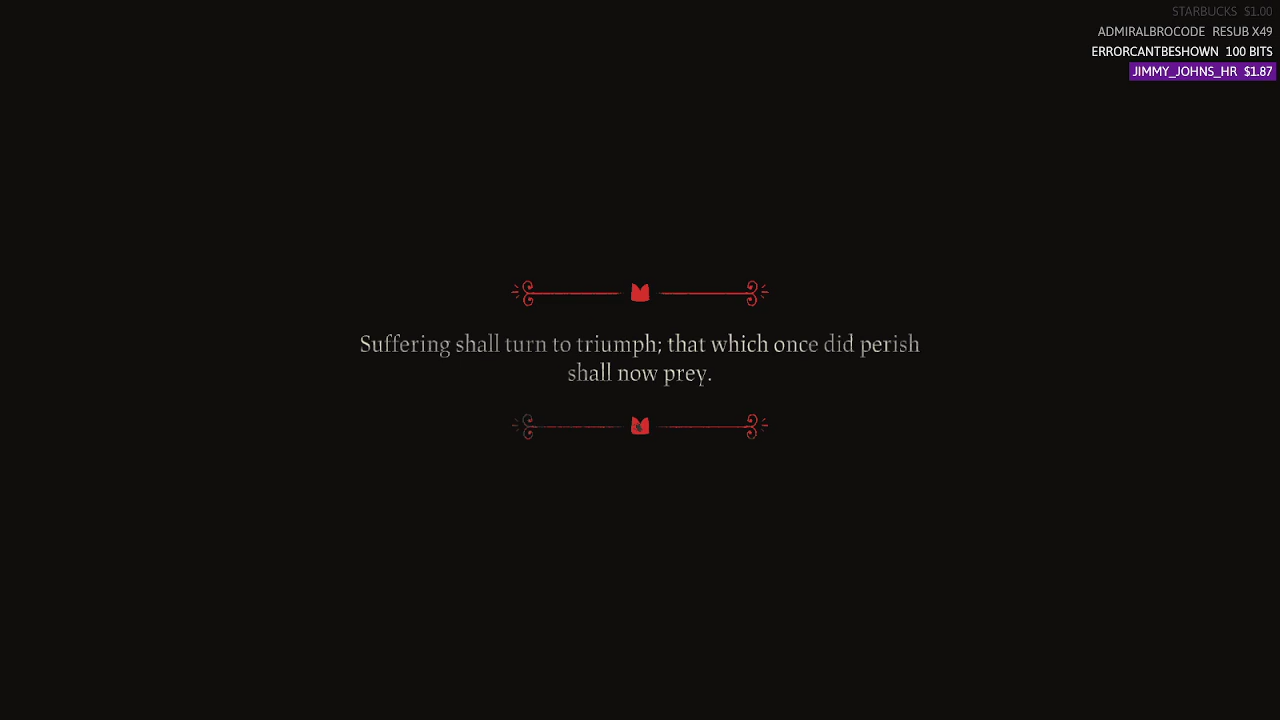 STARBUCKS $1.00
ADMIRALBROCODE RESUB X49
ERRORCANTBESHOWN 100 BITS
JIMMY_JOHNS_HR $1.87
Suffering shall turn to triumph; that which once did perish
shall now prey.